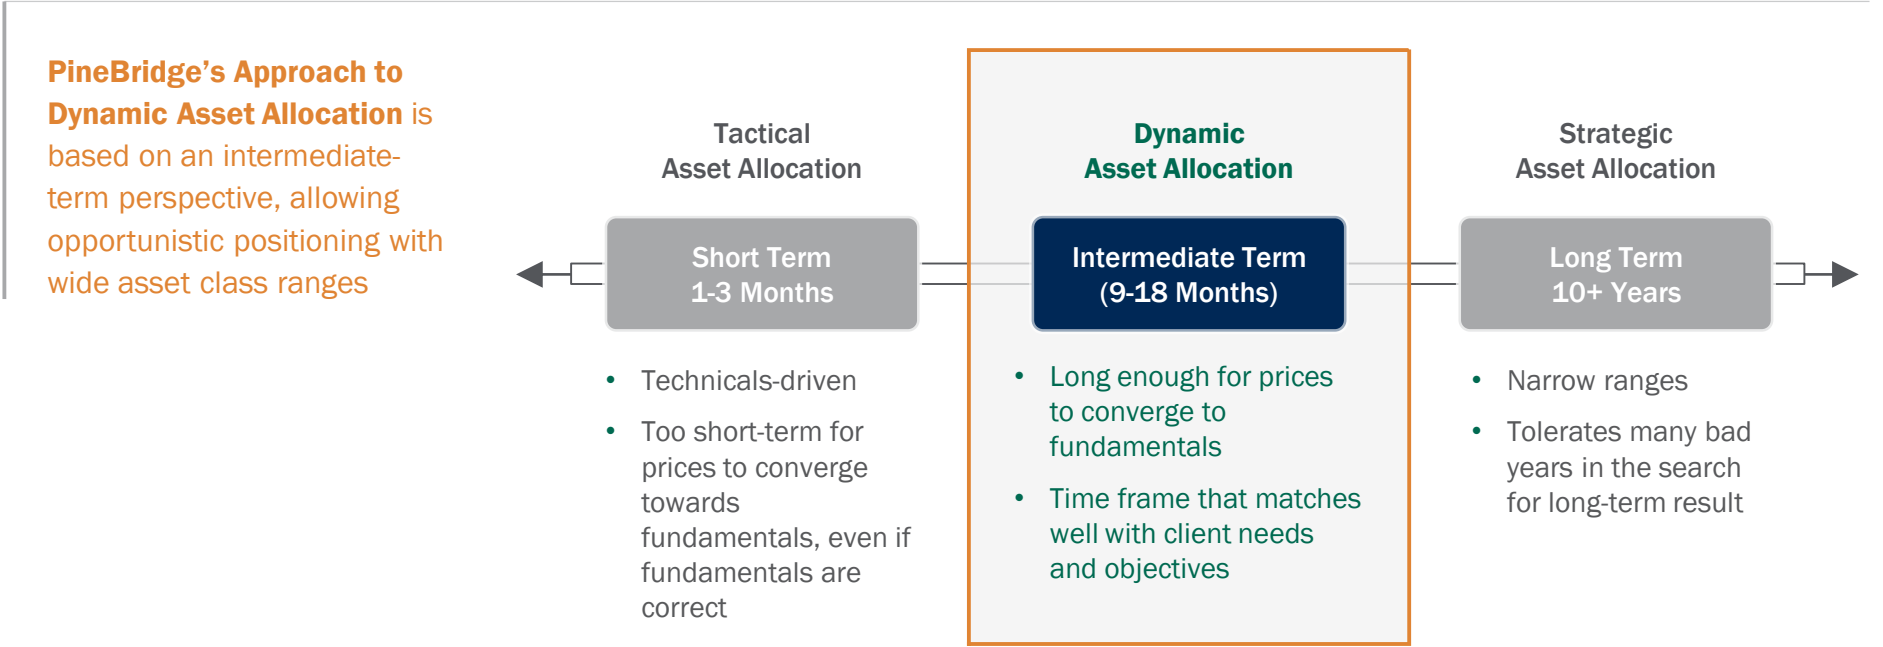 PineBridge's Approach to
Dynamic Asset Allocation is
based on an intermediate-
term perspective, allowing
opportunistic positioning with
wide asset class ranges
Tactical
Asset Allocation
Short Term
1-3 Months
• Technicals-driven
• Too short-term for
prices to converge
towards
fundamentals, even if
fundamentals are
correct
Dynamic
Asset Allocation
Intermediate Term
(9-18 Months)
• Long enough for prices
to converge to
fundamentals
• Time frame that matches
well with client needs
and objectives
Strategic
Asset Allocation
Long Term
10+ Years
• Narrow ranges
• Tolerates many bad
years in the search
for long-term result